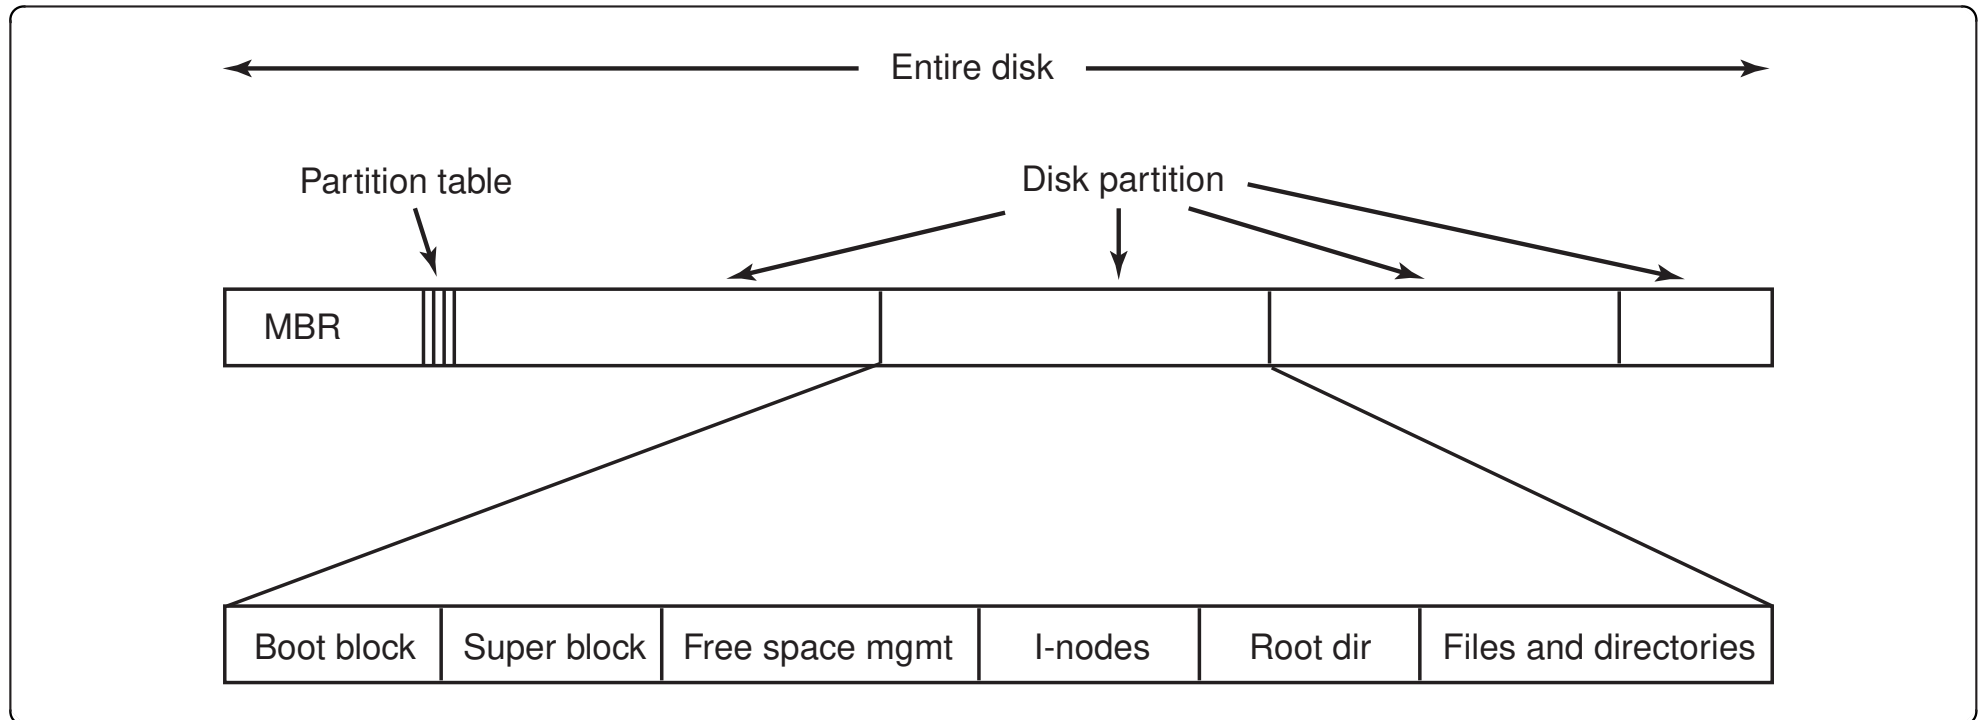 Entire disk
Partition table
Disk partition
MBR
Boot block
Super block
Free space mgmt
I-nodes
Root dir
Files and directories